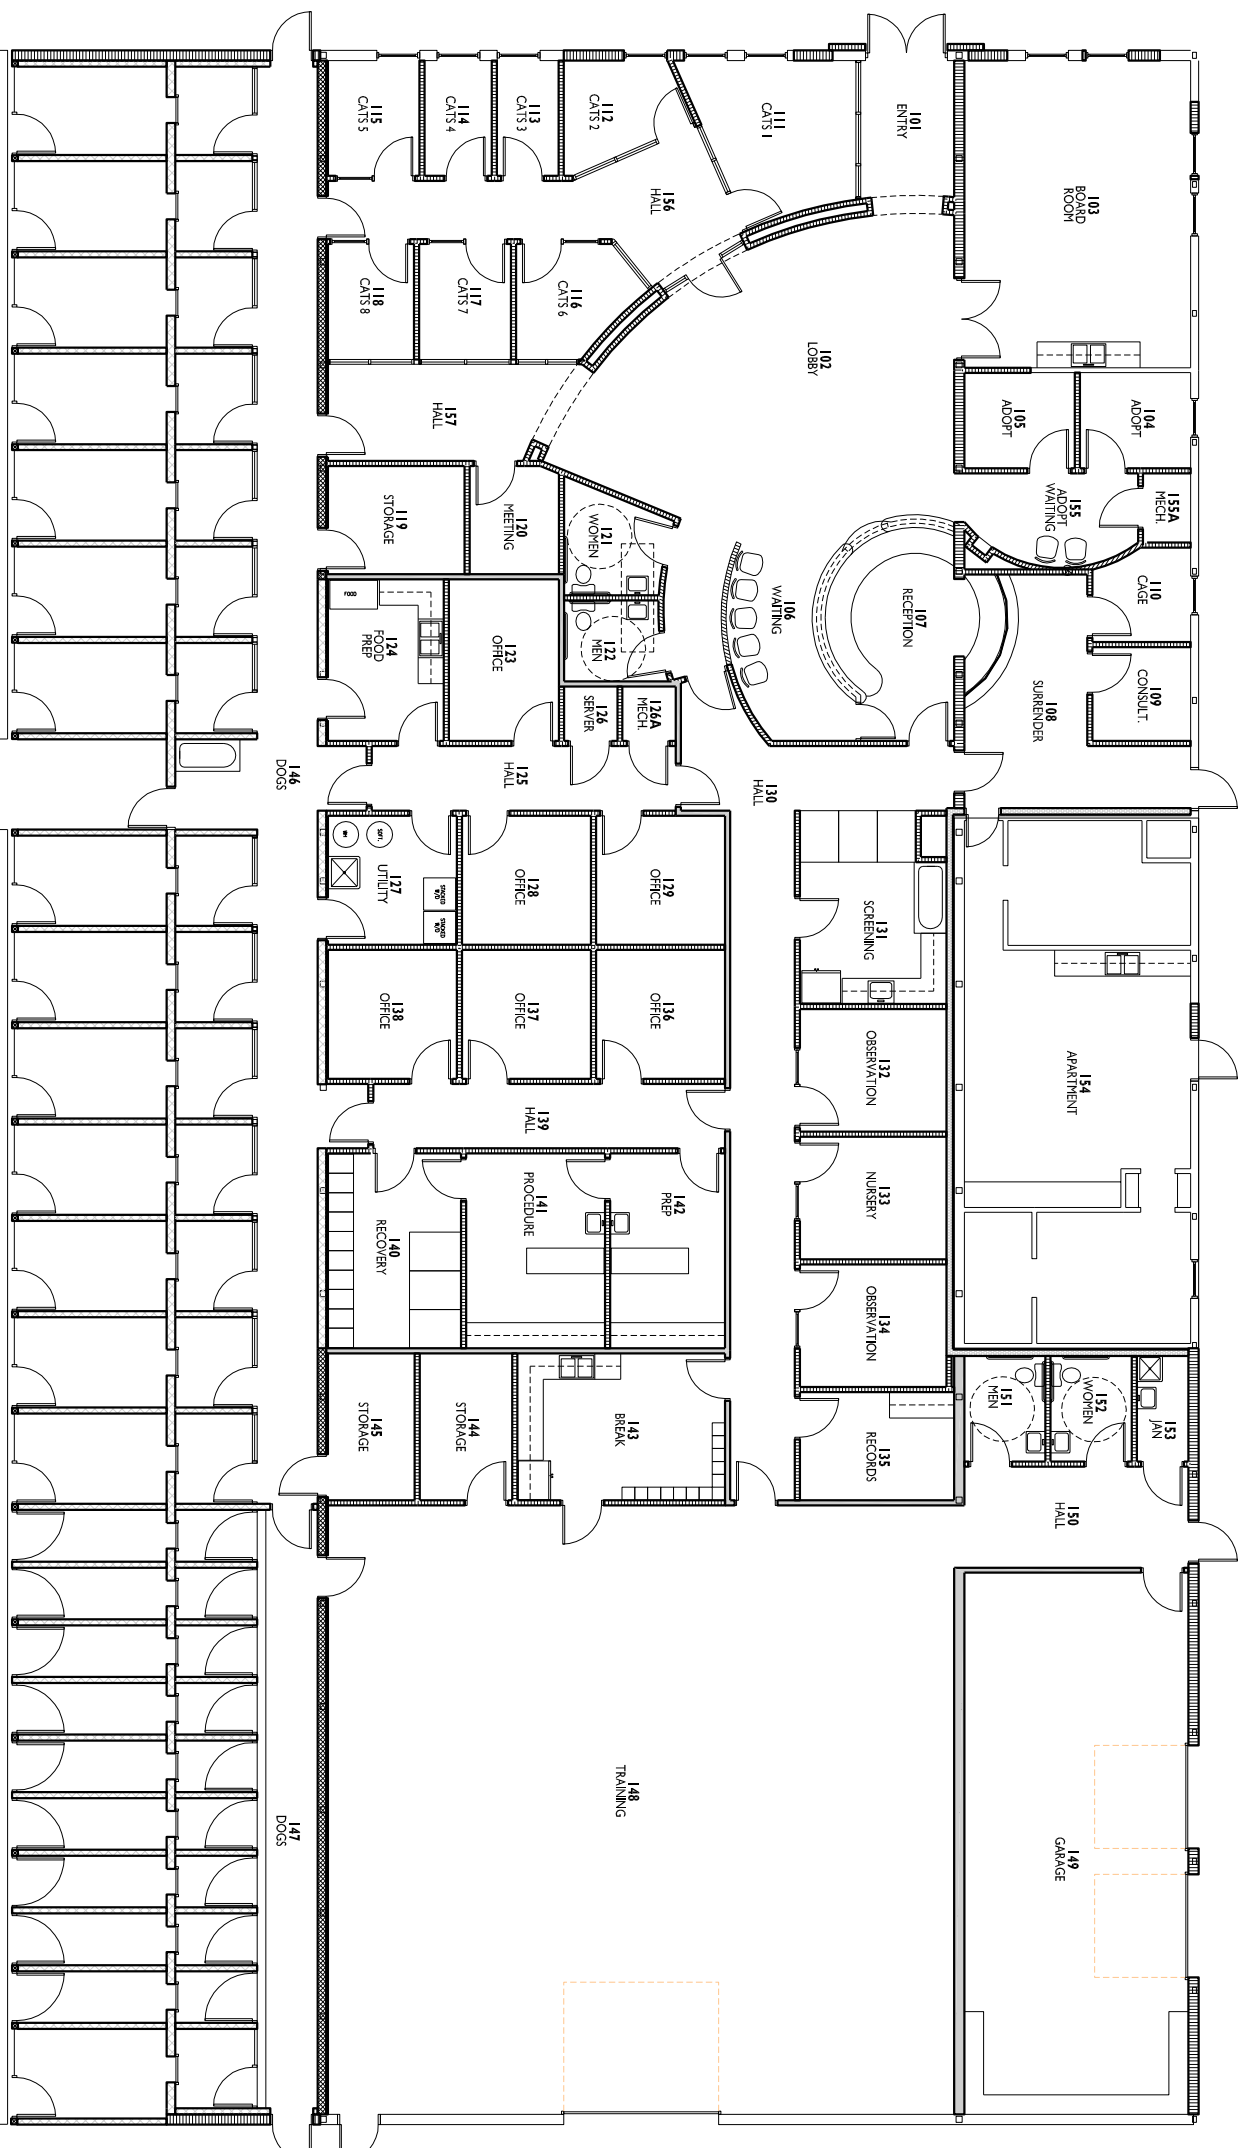 101
ENTRY
102
LOBBY
103
BOARD
ROOM
104
ADOPT
105
ADOPT
155
ADOPT
WAITING
155A
MECH.
106
WAITING
107
RECEPTION
108
SURRENDER
109
CONSULT.
110
CAGE
111
CATS 1
112
CATS 2
113
CATS 3
114
CATS 4
115
CATS 5
156
HALL
116
CATS 6
117
CATS 7
118
CATS 8
157
HALL
119
STORAGE
120
MEETING
121
WOMEN
122
MEN
123
OFFICE
124
FOOD
PREP
FOOD
125
HALL
126
SERVER
126A
MECH.
127
UTILITY
WH
SOFT.
STACKED
W/D
STACKED
W/D
128
OFFICE
129
OFFICE
130
HALL
131
SCREENING
132
OBSERVATION
133
NURSERY
134
OBSERVATION
135
RECORDS
136
OFFICE
137
OFFICE
138
OFFICE
139
HALL
140
RECOVERY
141
PROCEDURE
142
PREP
143
BREAK
144
STORAGE
145
STORAGE
146
DOGS
147
DOGS
148
TRAINING
149
GARAGE
150
HALL
151
MEN
152
WOMEN
153
JAN
154
APARTMENT